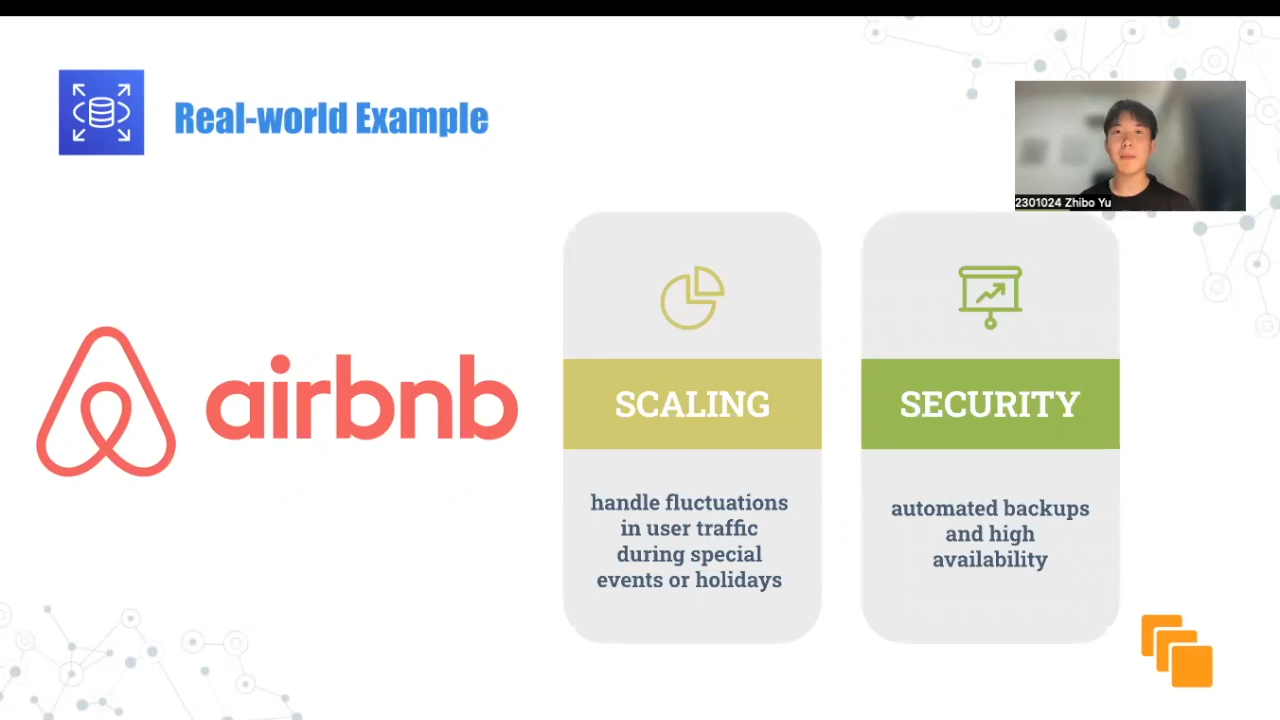 Real-world Example
2301024 Zhibo Yu
airbnb
SCALING
handle fluctuations
in user traffic
during special
events or holidays
SECURITY
automated backups
and high
availability